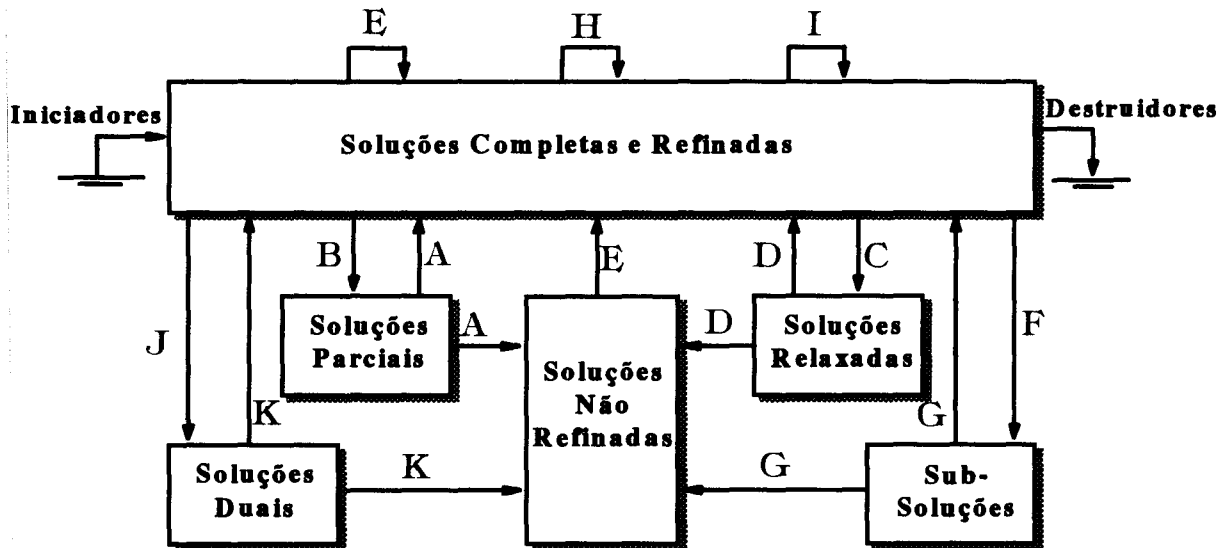 E H I
Iniciadores
Destruidores
Soluções Completas e Refinadas
B A E D C
J
Soluções
Parciais
A
D
Soluções
Relaxadas
F
Soluções
Não
Refinadas
K
G
Soluções
Duais
K
G
Sub-
Soluções